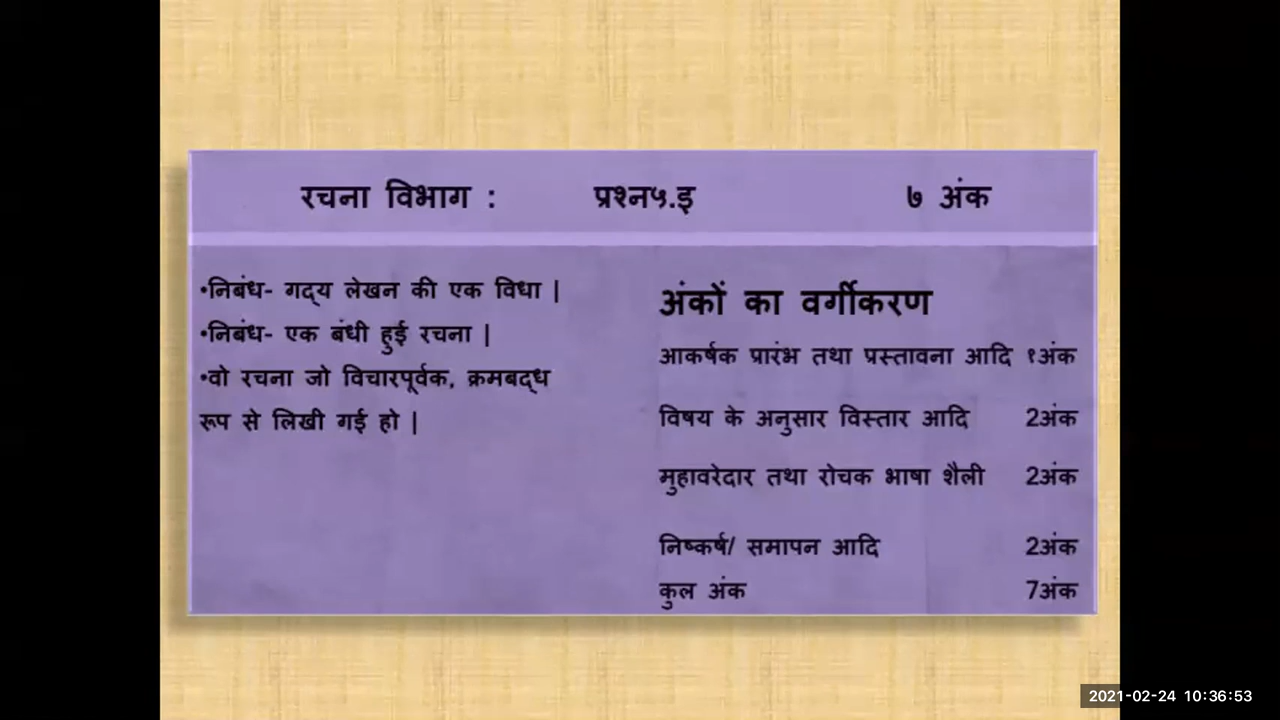 रचना विभाग : प्रश्न५.इ ७ अंक
•निबंध- गद्य लेखन की एक विधा |
•निबंध- एक बंधी हुई रचना |
•वो रचना जो विचारपूर्वक, क्रमबद्ध
रूप से लिखी गई हो |
अंकों का वर्गीकरण
आकर्षक प्रारंभ तथा प्रस्तावना आदि १अंक
विषय के अनुसार विस्तार आदि 2अंक
मुहावरेदार तथा रोचक भाषा शैली 2अंक
निष्कर्ष/ समापन आदि 2अंक
कुल अंक 7अंक
2021-02-24 10:36:53